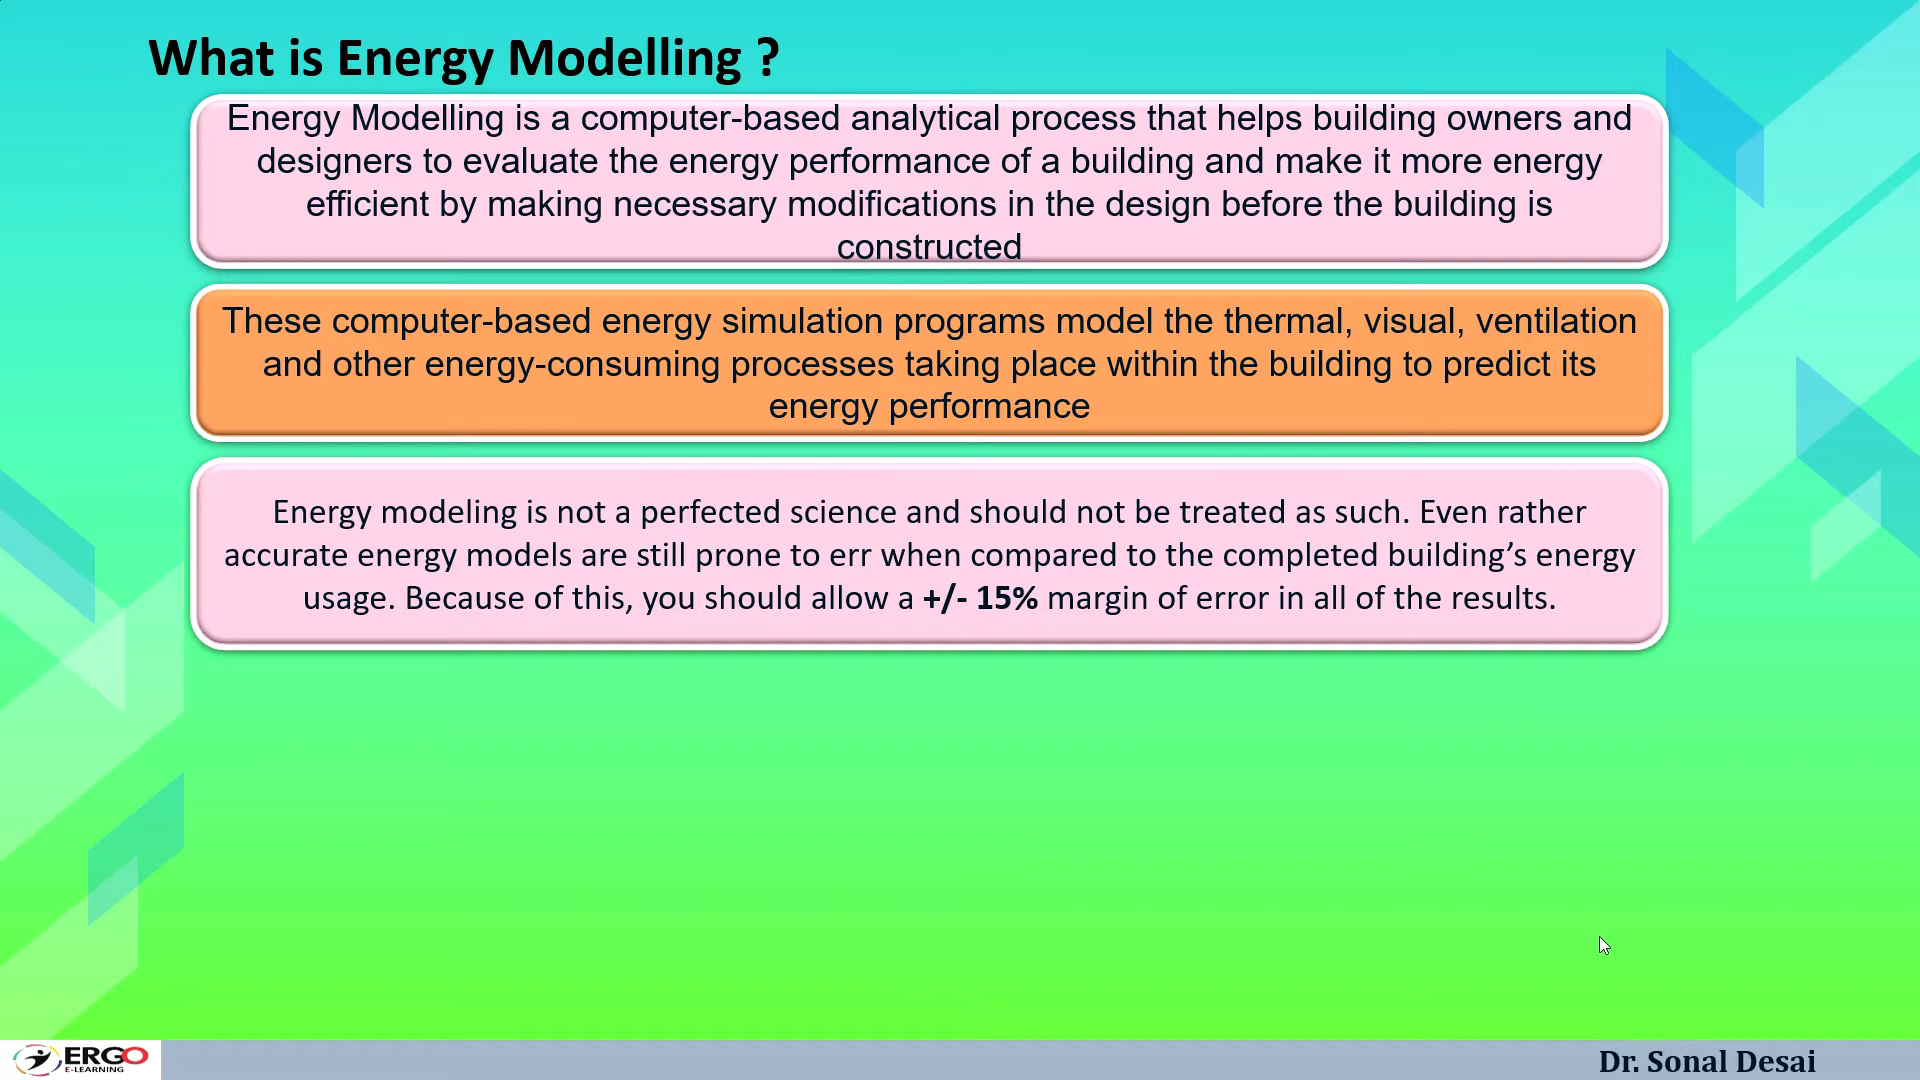 What is Energy Modelling ?
Energy Modelling is a computer-based analytical process that helps building owners and
designers to evaluate the energy performance of a building and make it more energy
efficient by making necessary modifications in the design before the building is
constructed
These computer-based energy simulation programs model the thermal, visual, ventilation
and other energy-consuming processes taking place within the building to predict its
energy performance
Energy modeling is not a perfected science and should not be treated as such. Even rather
accurate energy models are still prone to err when compared to the completed building’s energy
usage. Because of this, you should allow a +/- 15% margin of error in all of the results.
ERGO
E-LEARNING
Dr. Sonal Desai